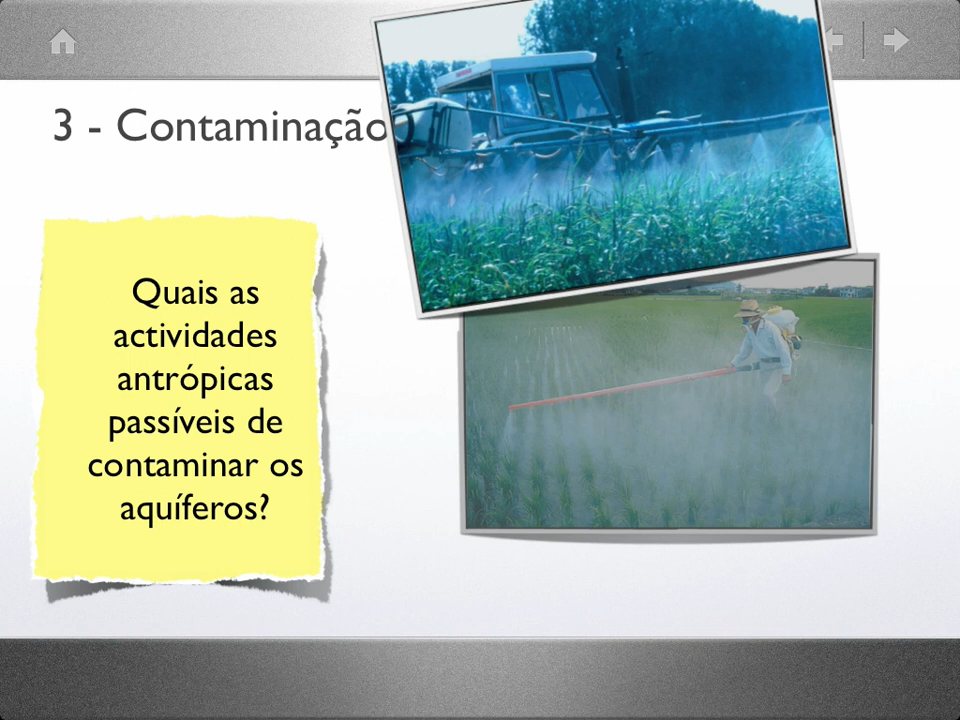 3 - Contaminação
Quais as
actividades
antrópicas
passíveis de
contaminar os
aquíferos?